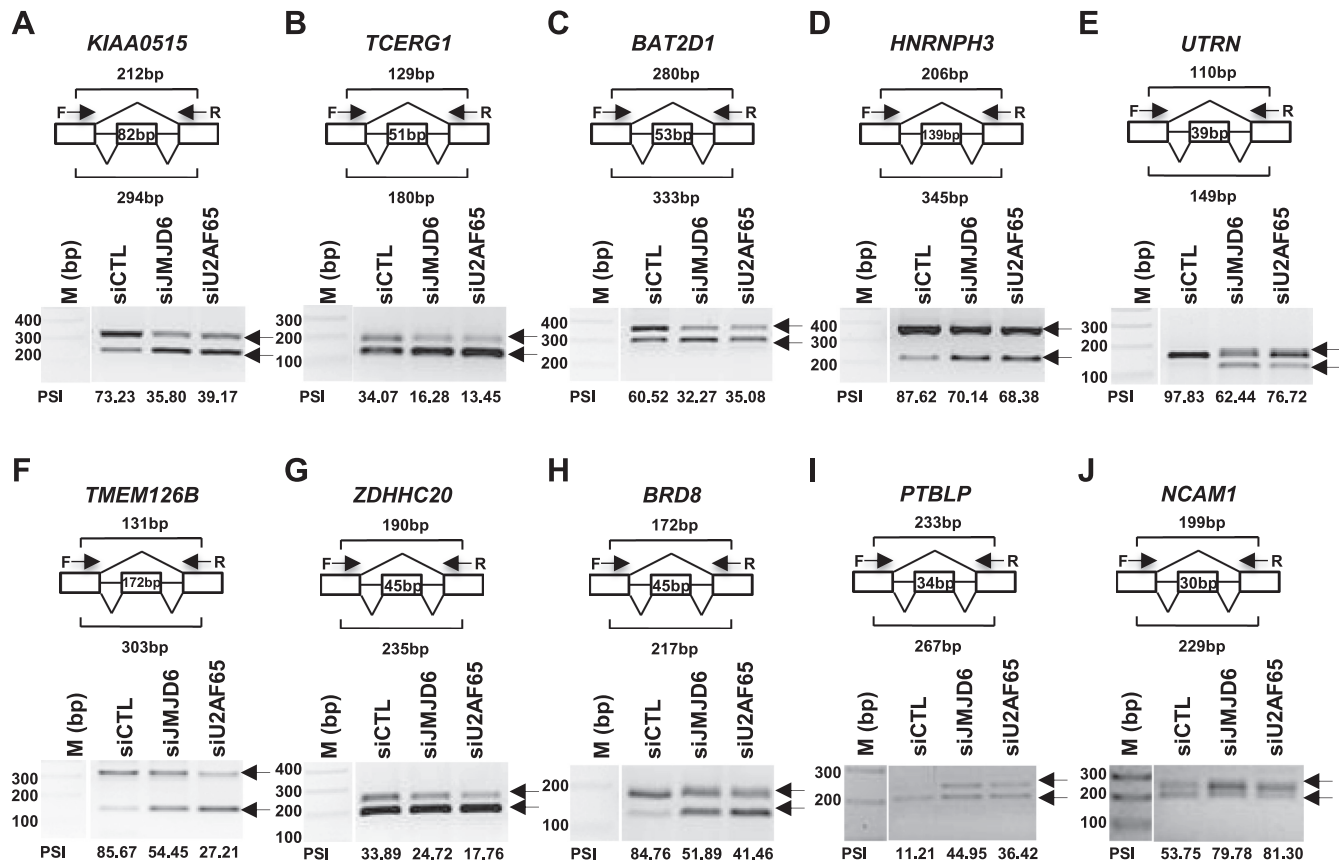 A
KIAA0515
212bp
F
R
82bp
294bp
M (bp)
siCTL
siJMJD6
siU2AF65
400
300
200
PSI
73.23 35.80 39.17
B
TCERG1
129bp
F
R
51bp
180bp
M (bp)
siCTL
siJMJD6
siU2AF65
300
200
100
34.07 16.28 13.45
C
BAT2D1
280bp
F
R
53bp
333bp
M (bp)
siCTL
siJMJD6
siU2AF65
400
300
200
PSI
60.52 32.27 35.08
D
HNRNPH3
206bp
F
R
139bp
345bp
M (bp)
siCTL
siJMJD6
siU2AF65
400
200
PSI
87.62 70.14 68.38
E
UTRN
110bp
F
R
39bp
149bp
M (bp)
siCTL
siJMJD6
siU2AF65
300
200
100
PSI
97.83 62.44 76.72
F
TMEM126B
131bp
F
R
172bp
303bp
M (bp)
siCTL
siJMJD6
siU2AF65
300
200
100
PSI
85.67 54.45 27.21
G
ZDHHC20
190bp
F
R
45bp
235bp
M (bp)
siCTL
siJMJD6
siU2AF65
400
300
200
100
PSI
33.89 24.72 17.76
H
BRD8
172bp
F
R
45bp
217bp
M (bp)
siCTL
siJMJD6
siU2AF65
200
100
PSI
84.76 51.89 41.46
I
PTBLP
233bp
F
R
34bp
267bp
M (bp)
siCTL
siJMJD6
siU2AF65
300
200
PSI
11.21 44.95 36.42
J
NCAM1
199bp
F
R
30bp
229bp
M (bp)
siCTL
siJMJD6
siU2AF65
300
200
100
PSI
53.75 79.78 81.30